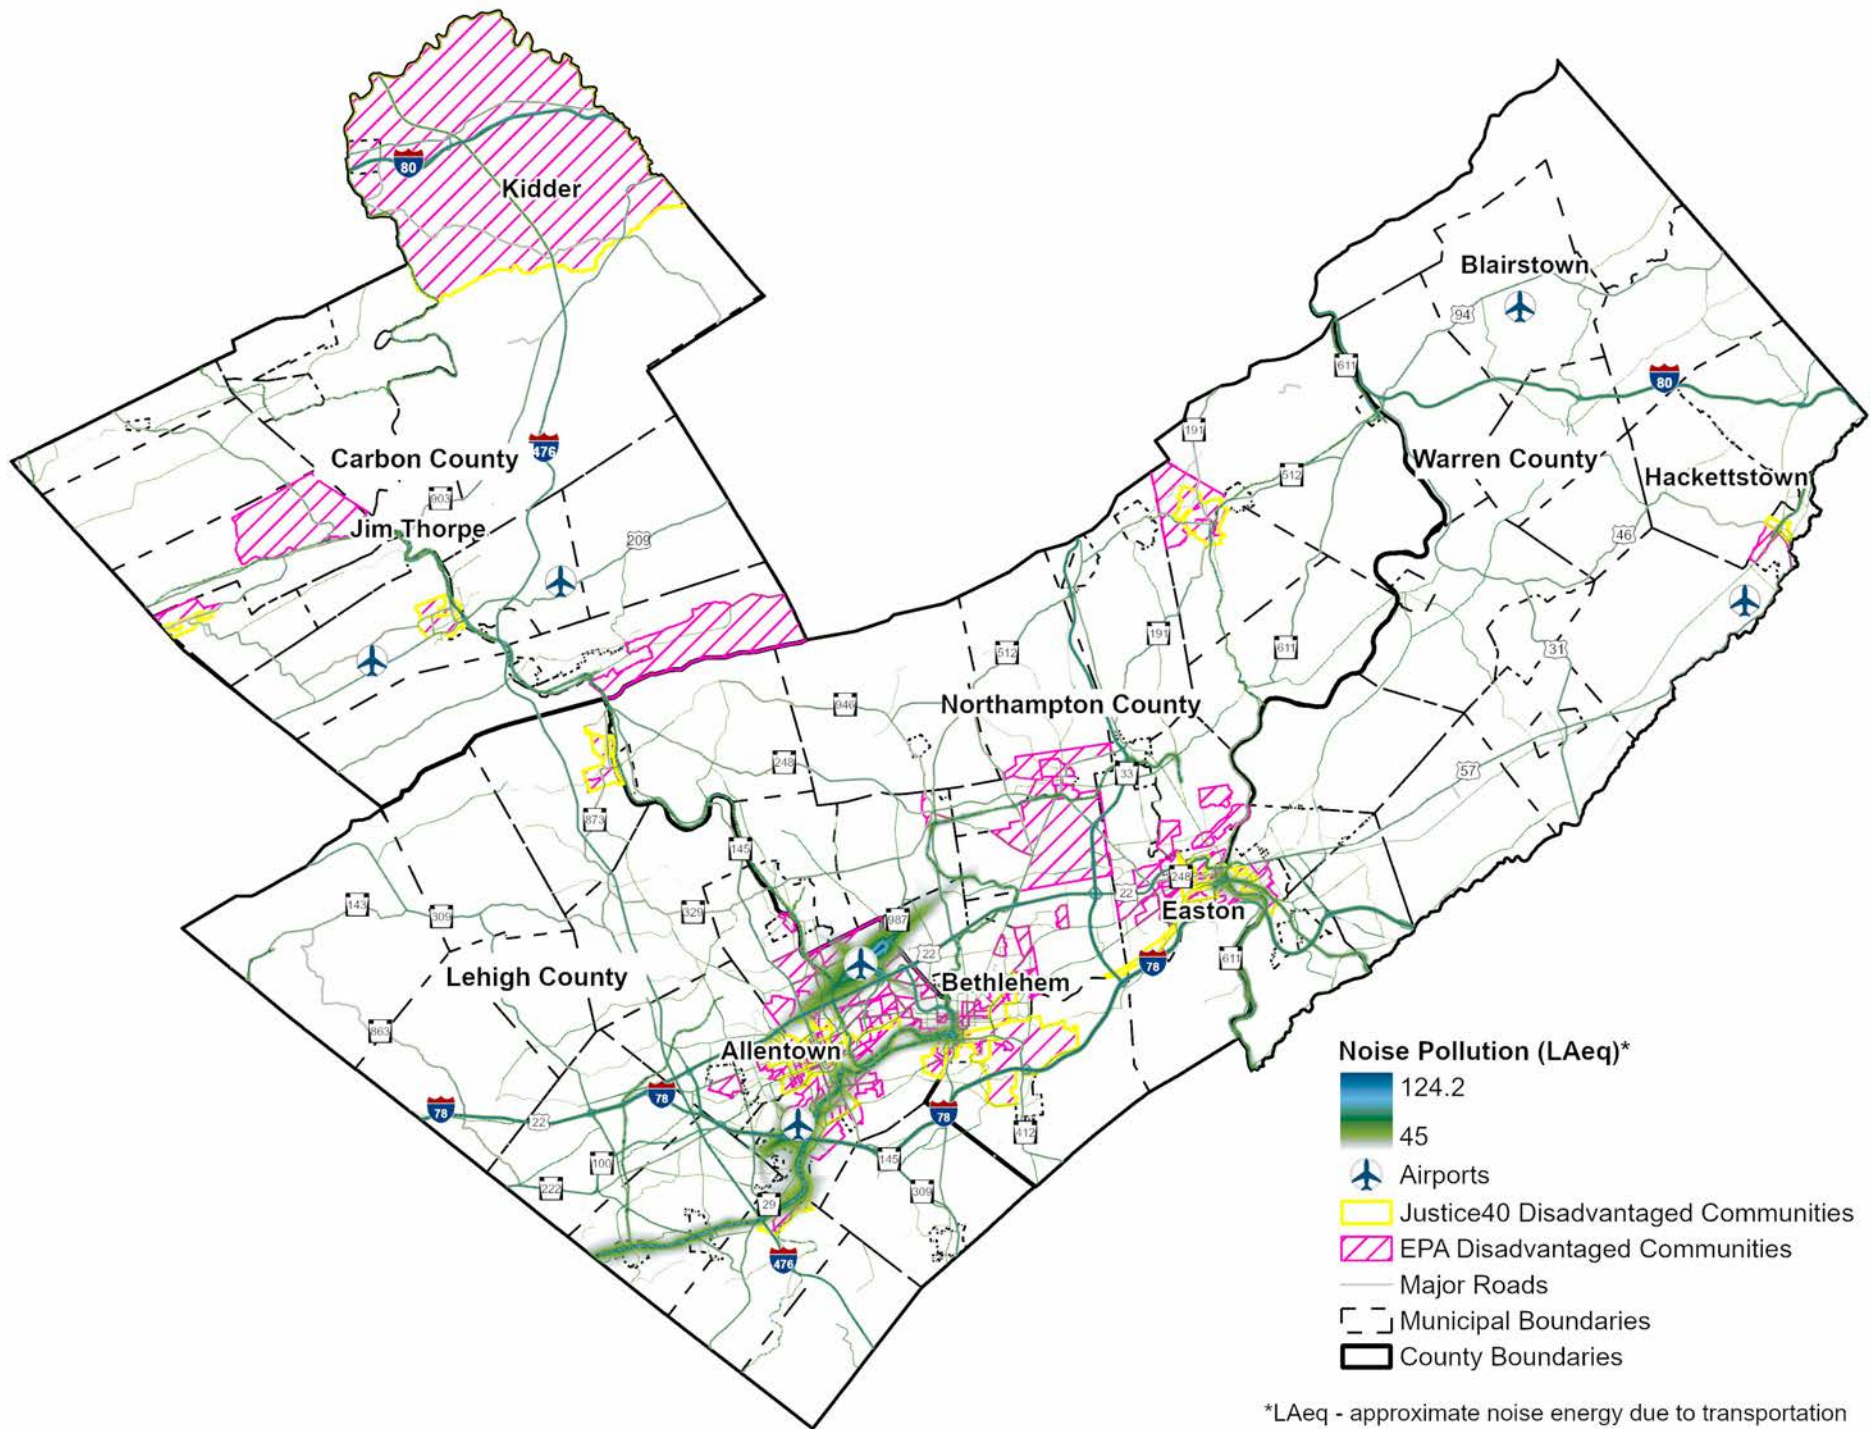 80
Kidder
Blairstown
94
611
80
191
Carbon County
476
512
Warren County
Hackettstown
903
Jim Thorpe
209
46
512
191
611
31
946
Northampton County
248
33
57
873
145
248
22
143
309
329
987
Easton
22
Lehigh County
Bethlehem
78
611
863
Allentown
78
78
22
78
412
100
145
222
29
309
476
Noise Pollution (LAeq)*
124.2
45
Airports
Justice40 Disadvantaged Communities
EPA Disadvantaged Communities
Major Roads
Municipal Boundaries
County Boundaries
*LAeq - approximate noise energy due to transportation